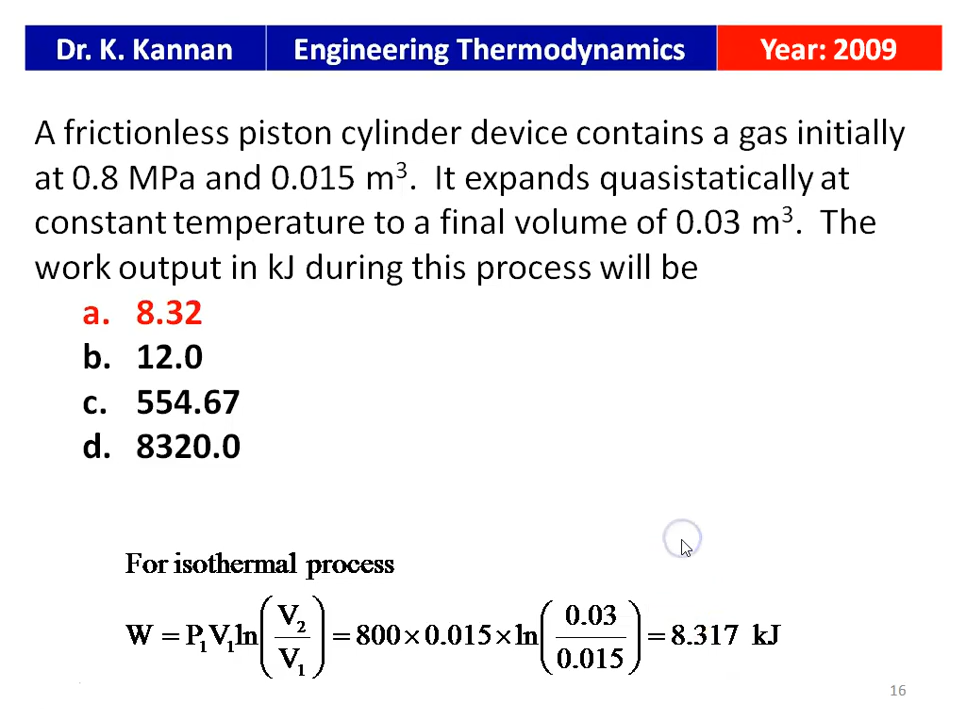 Dr. K. Kannan Engineering Thermodynamics Year: 2009
A frictionless piston cylinder device contains a gas initially
at 0.8 MPa and 0.015 m³. It expands quasistatically at
constant temperature to a final volume of 0.03 m³. The
work output in kJ during this process will be
a. 8.32
b. 12.0
c. 554.67
d. 8320.0
For isothermal process
W = P₁V₁ln(V₂/V₁) = 800×0.015×ln(0.03/0.015) = 8.317 kJ
16